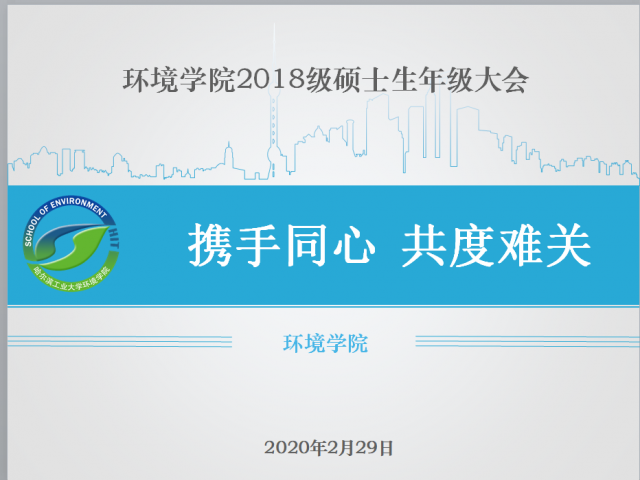 环境学院2018级硕士生年级大会
SCHOOL OF ENVIRONMENT
哈尔滨工业大学环境学院
携手同心 共度难关
环境学院
2020年2月29日